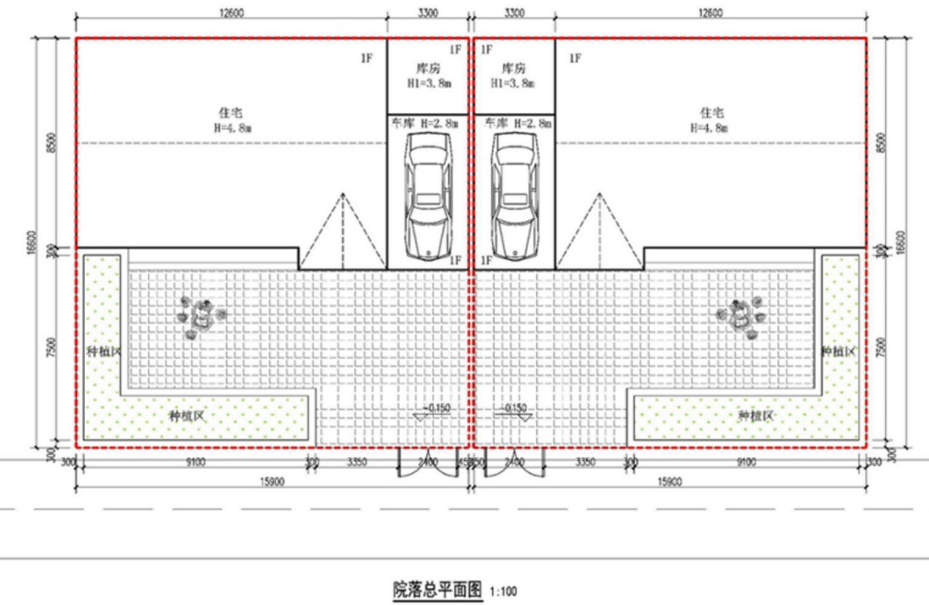 12600 3300 3300 12600
1F 1F 1F 1F
库房 库房
H1=3.8m H1=3.8m
住宅 车库 H=2.8m 车库 H=2.8m 住宅
H=4.8m H=4.8m
8500 8500
16600 16600
300 1F 1F 300
7500 种植区 种植区 7500
种植区 -0.150 -0.150 种植区
300 300
300 9100 300 3350 2400 2400 3350 300 9100 300
15900 15900
院落总平面图 1:100